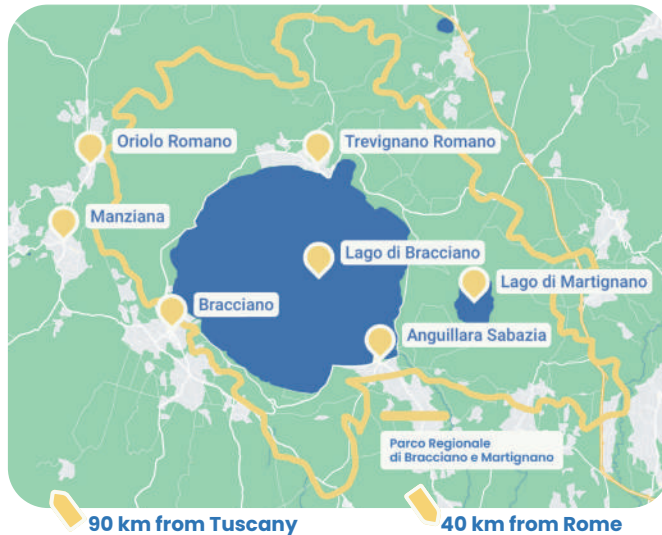 Oriolo Romano
Trevignano Romano
Manziana
Lago di Bracciano
Lago di Martignano
Bracciano
Anguillara Sabazia
Parco Regionale
di Bracciano e Martignano
90 km from Tuscany
40 km from Rome